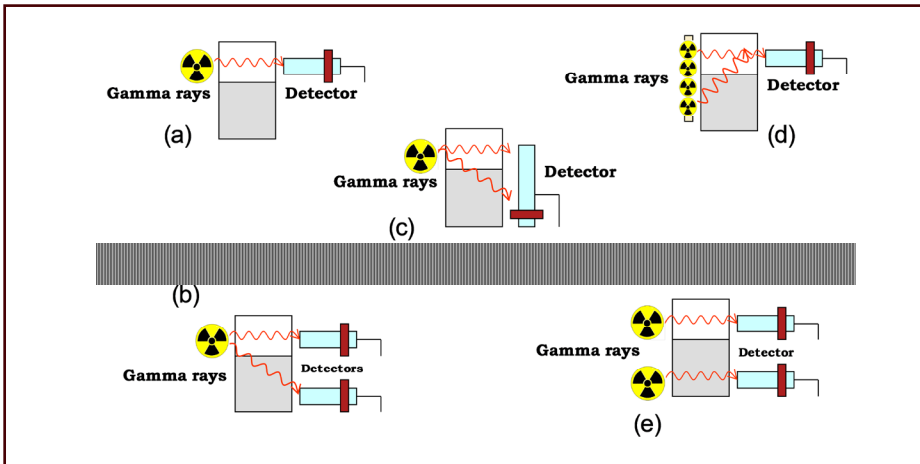 Gamma rays
Detector
(a)
Gamma rays
Detector
(d)
Gamma rays
Detector
(c)
(b)
Gamma rays
Detectors
Gamma rays
Detector
(e)